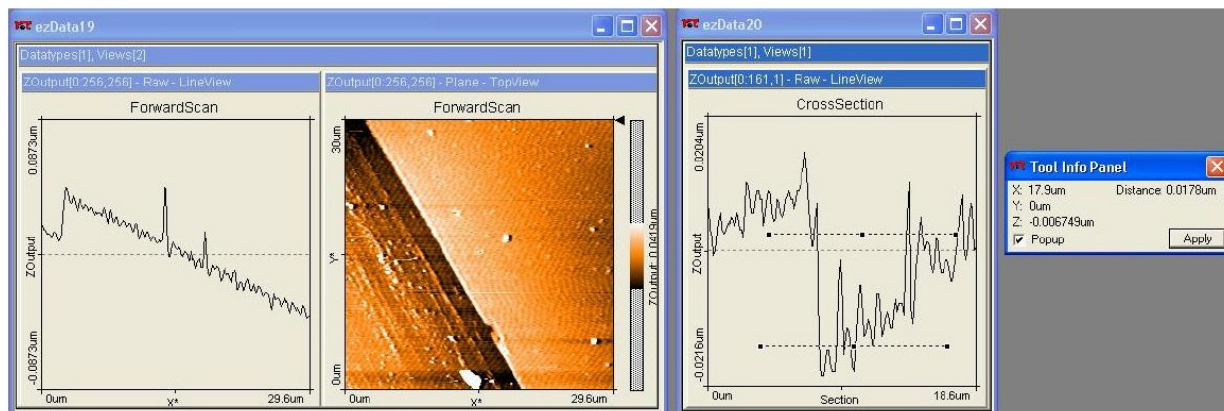 ezData19
Datatypes[1], Views[2]
ZOutput[0:256,256] - Raw - LineView
ForwardScan
0.0873um
ZOutput
-0.0873um
0um
X*
29.6um
ZOutput[0:256,256] - Plane - TopView
ForwardScan
30um
Y*
0um
0um
X*
29.6um
ZOutput: 0.0419um
ezData20
Datatypes[1], Views[1]
ZOutput[0:161,1] - Raw - LineView
CrossSection
0.0204um
ZOutput
-0.0216um
0um
Section
18.6um
Tool Info Panel
X: 17.9um Distance: 0.0178um
Y: 0um
Z: -0.006749um
Popup
Apply